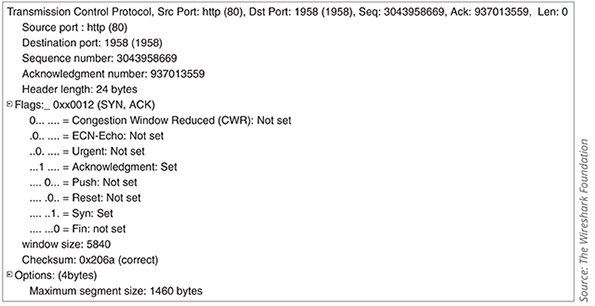 Transmission Control Protocol, Src Port: http (80), Dst Port: 1958 (1958), Seq: 3043958669, Ack: 937013559, Len: 0
Source port : http (80)
Destination port: 1958 (1958)
Sequence number: 3043958669
Acknowledgment number: 937013559
Header length: 24 bytes
Flags:_ 0xx0012 (SYN, ACK)
0... .... = Congestion Window Reduced (CWR): Not set
.0.. .... = ECN-Echo: Not set
..0. .... = Urgent: Not set
...1 .... = Acknowledgment: Set
.... 0... = Push: Not set
.... .0.. = Reset: Not set
.... ..1. = Syn: Set
.... ...0 = Fin: not set
window size: 5840
Checksum: 0x206a (correct)
Options: (4bytes)
Maximum segment size: 1460 bytes
Source: The Wireshark Foundation